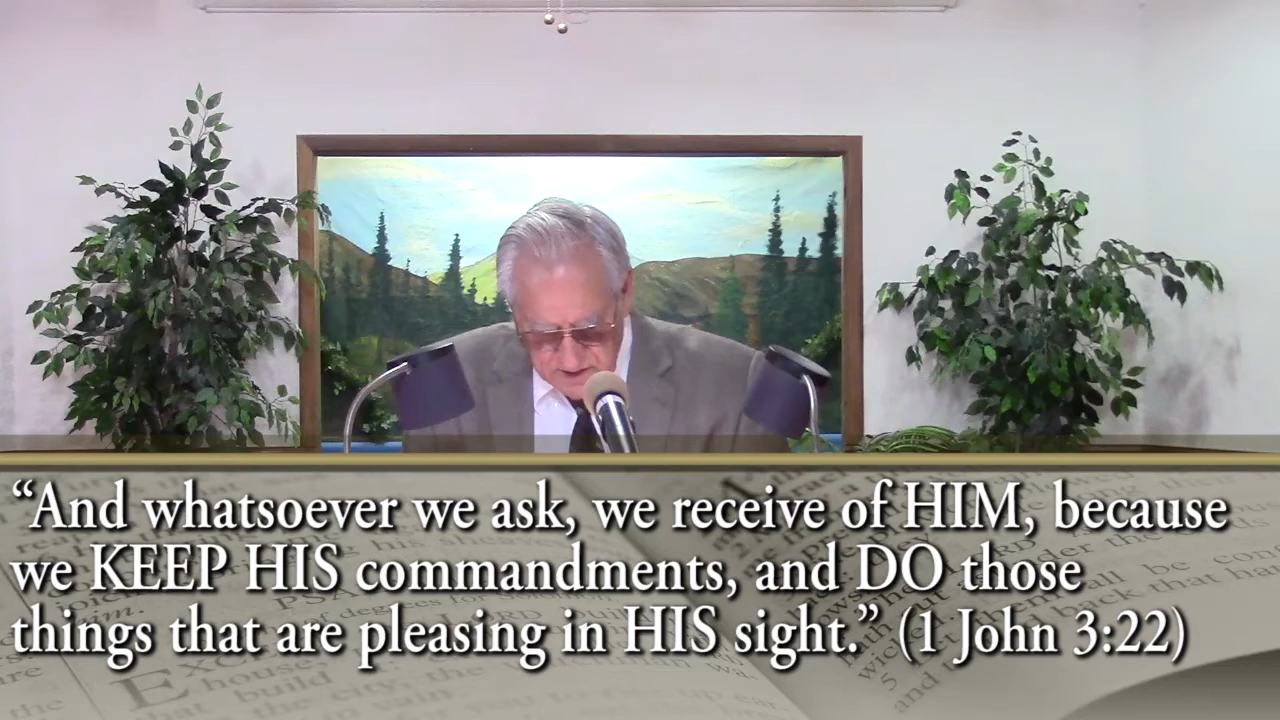 “And whatsoever we ask, we receive of HIM, because
we KEEP HIS commandments, and DO those
things that are pleasing in HIS sight.” (1 John 3:22)